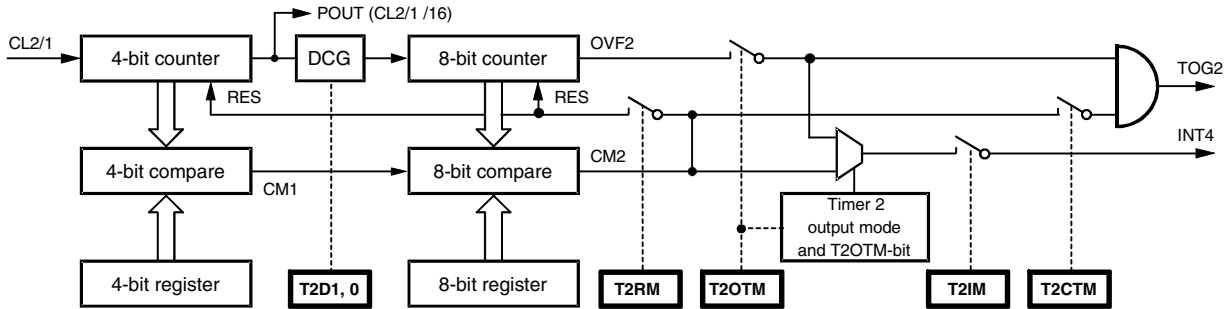 POUT (CL2/1 /16)
CL2/1
4-bit counter
DCG
8-bit counter
OVF2
TOG2
RES
RES
INT4
4-bit compare
CM1
8-bit compare
CM2
Timer 2
output mode
and T2OTM-bit
4-bit register
T2D1, 0
8-bit register
T2RM
T2OTM
T2IM
T2CTM